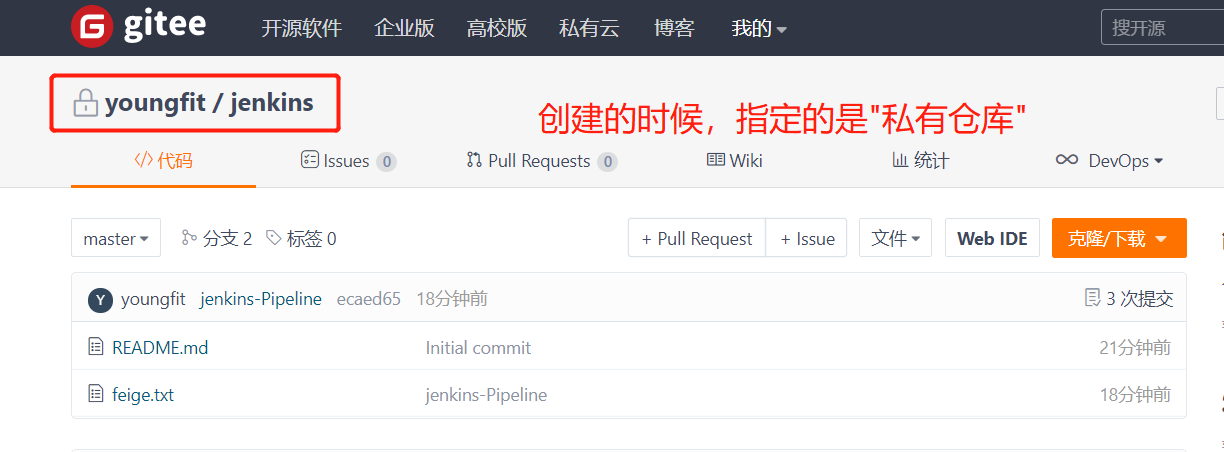 gitee 开源软件 企业版 高校版 私有云 博客 我的 搜开源
youngfit / jenkins
创建的时候，指定的是"私有仓库"
代码 Issues 0 Pull Requests 0 Wiki 统计 DevOps
master 分支 2 标签 0 + Pull Request + Issue 文件 Web IDE 克隆/下载
Y youngfit jenkins-Pipeline ecaed65 18分钟前 3 次提交
README.md Initial commit 21分钟前
feige.txt jenkins-Pipeline 18分钟前